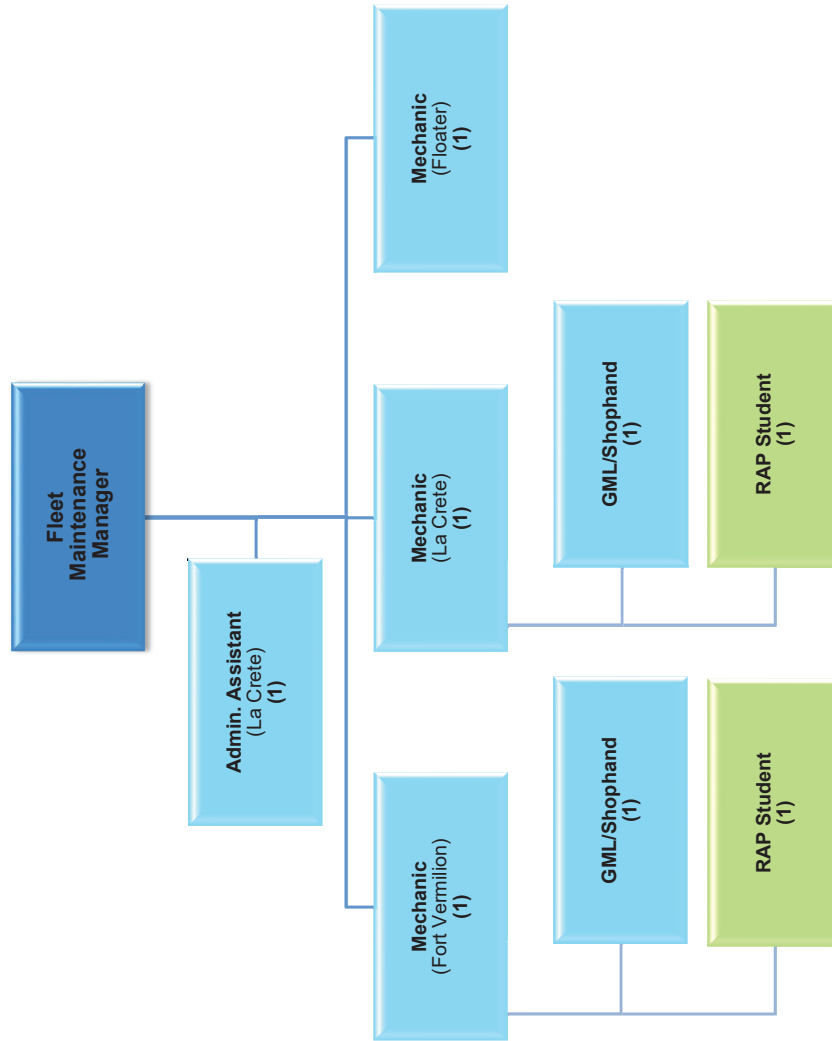 Fleet
Maintenance
Manager
Admin. Assistant
(La Crete)
(1)
Mechanic
(Fort Vermilion)
(1)
Mechanic
(La Crete)
(1)
Mechanic
(Floater)
(1)
GML/Shophand
(1)
GML/Shophand
(1)
RAP Student
(1)
RAP Student
(1)